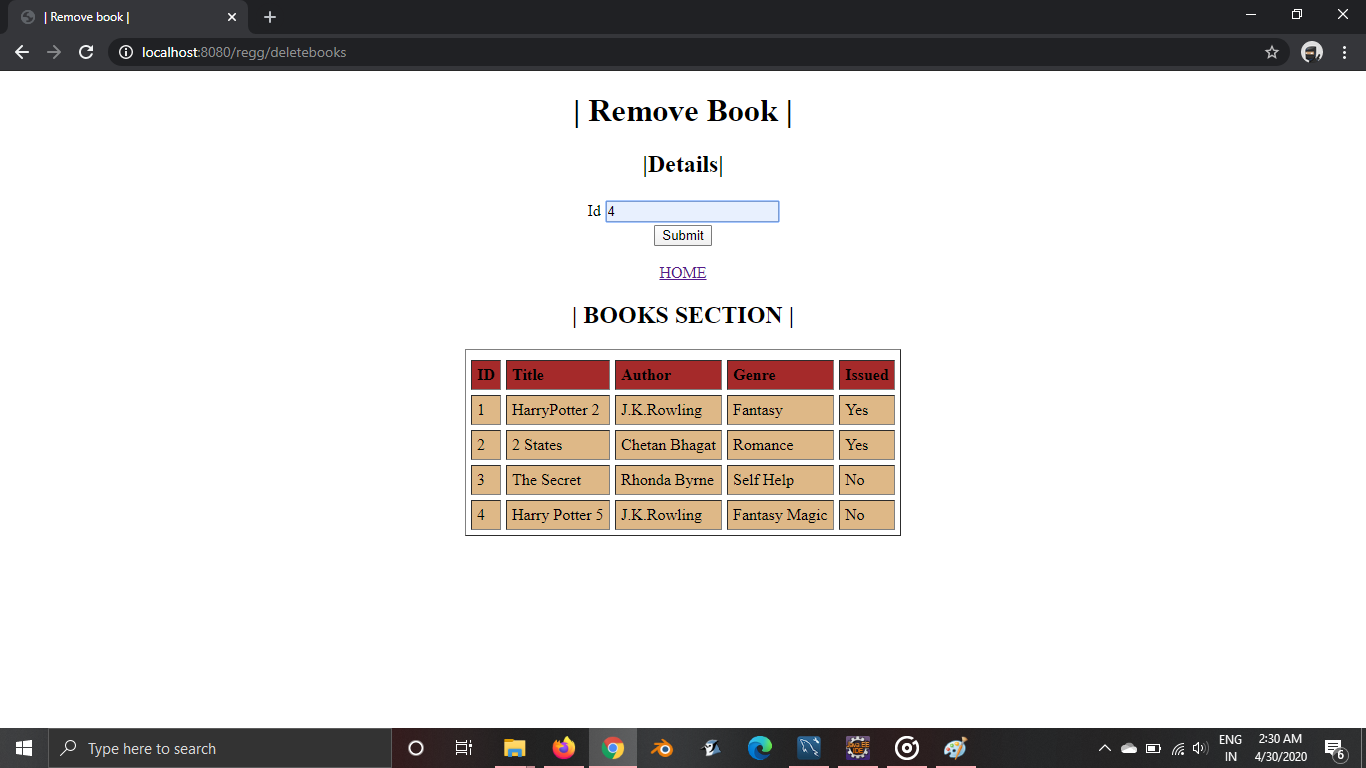 | Remove book |
localhost:8080/regg/deletebooks
| Remove Book |
|Details|
Id 4
Submit
HOME
| BOOKS SECTION |
ID Title Author Genre Issued
1 HarryPotter 2 J.K.Rowling Fantasy Yes
2 2 States Chetan Bhagat Romance Yes
3 The Secret Rhonda Byrne Self Help No
4 Harry Potter 5 J.K.Rowling Fantasy Magic No
Type here to search
ENG 2:30 AM
IN 4/30/2020
6